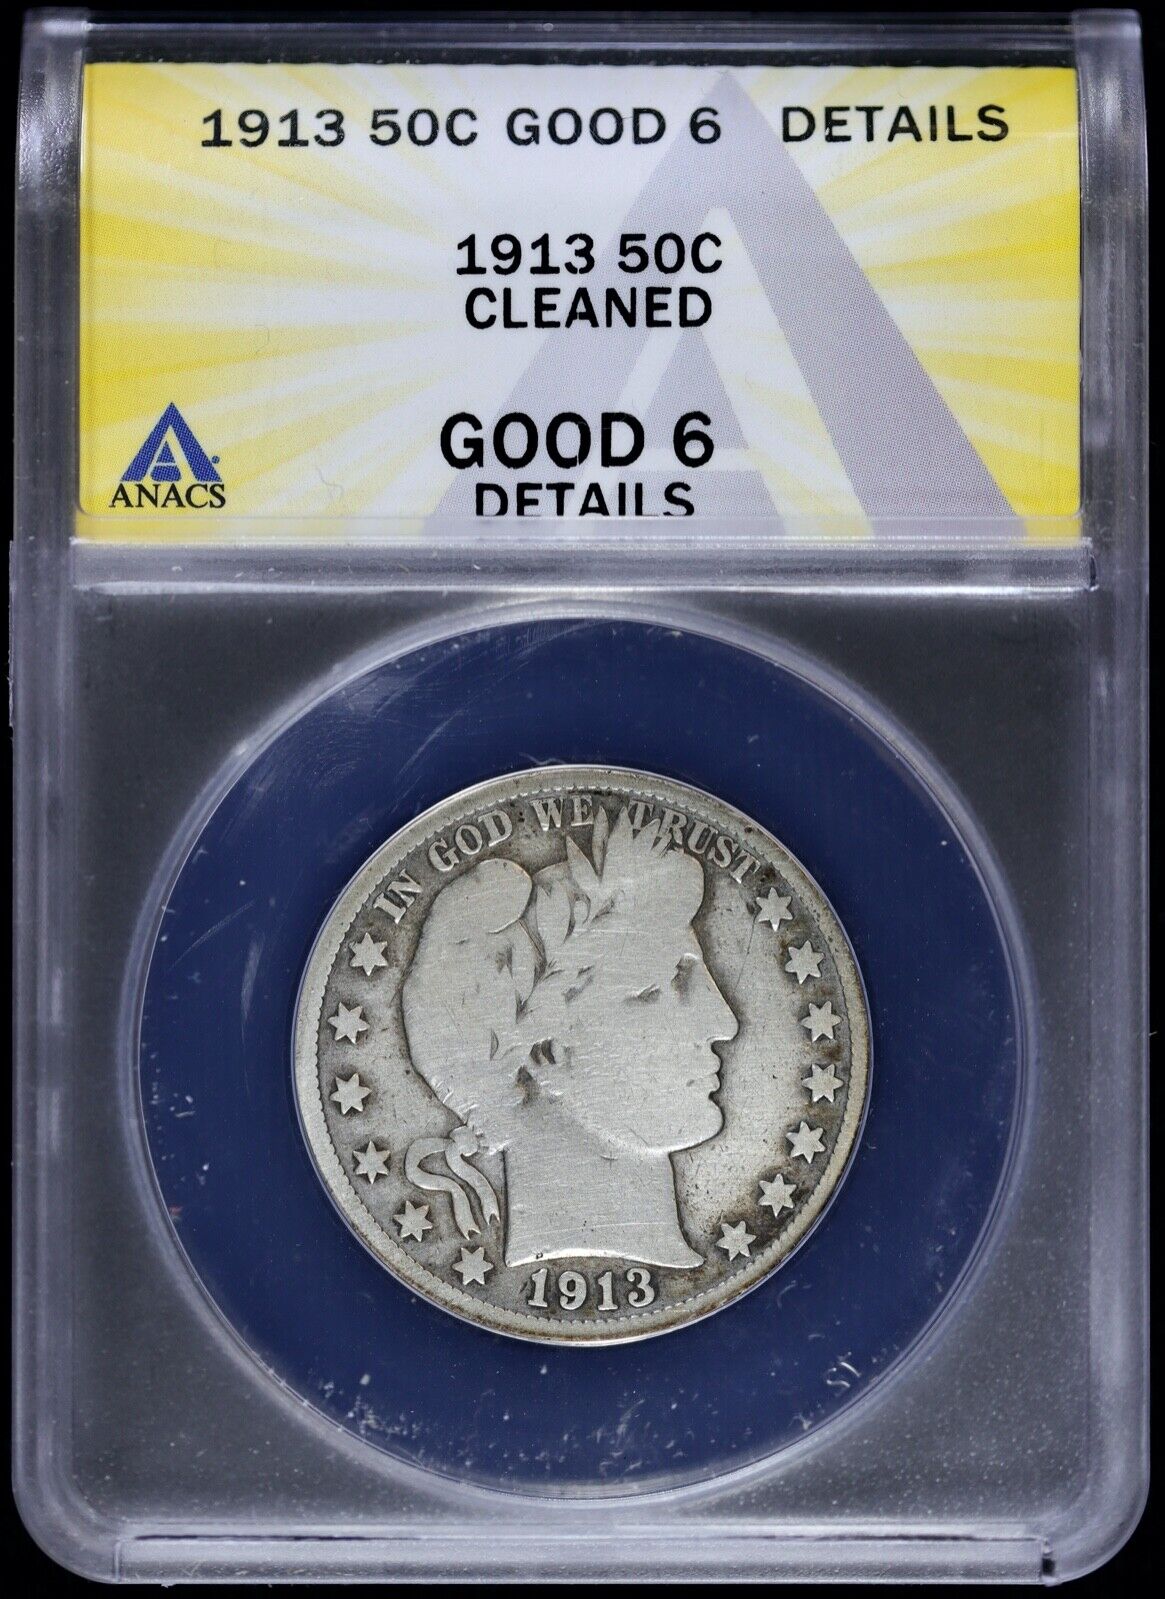 1913 50C GOOD 6 DETAILS
1913 50C
CLEANED
GOOD 6
DETAILS
ANACS
IN GOD WE TRUST
1913